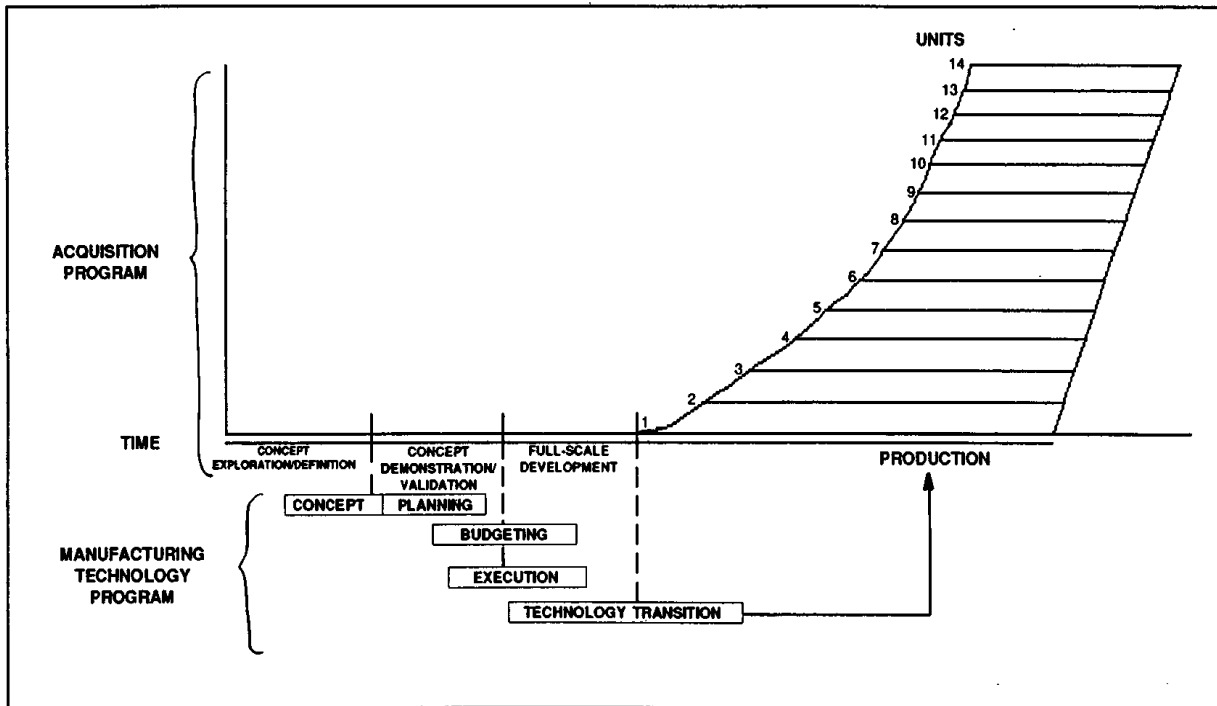 UNITS
14
13
12
11
10
9
8
7
6
5
4
3
2
1
ACQUISITION
PROGRAM
TIME
CONCEPT
EXPLORATION/DEFINITION
CONCEPT
DEMONSTRATION/
VALIDATION
FULL-SCALE
DEVELOPMENT
PRODUCTION
MANUFACTURING
TECHNOLOGY
PROGRAM
CONCEPT
PLANNING
BUDGETING
EXECUTION
TECHNOLOGY TRANSITION